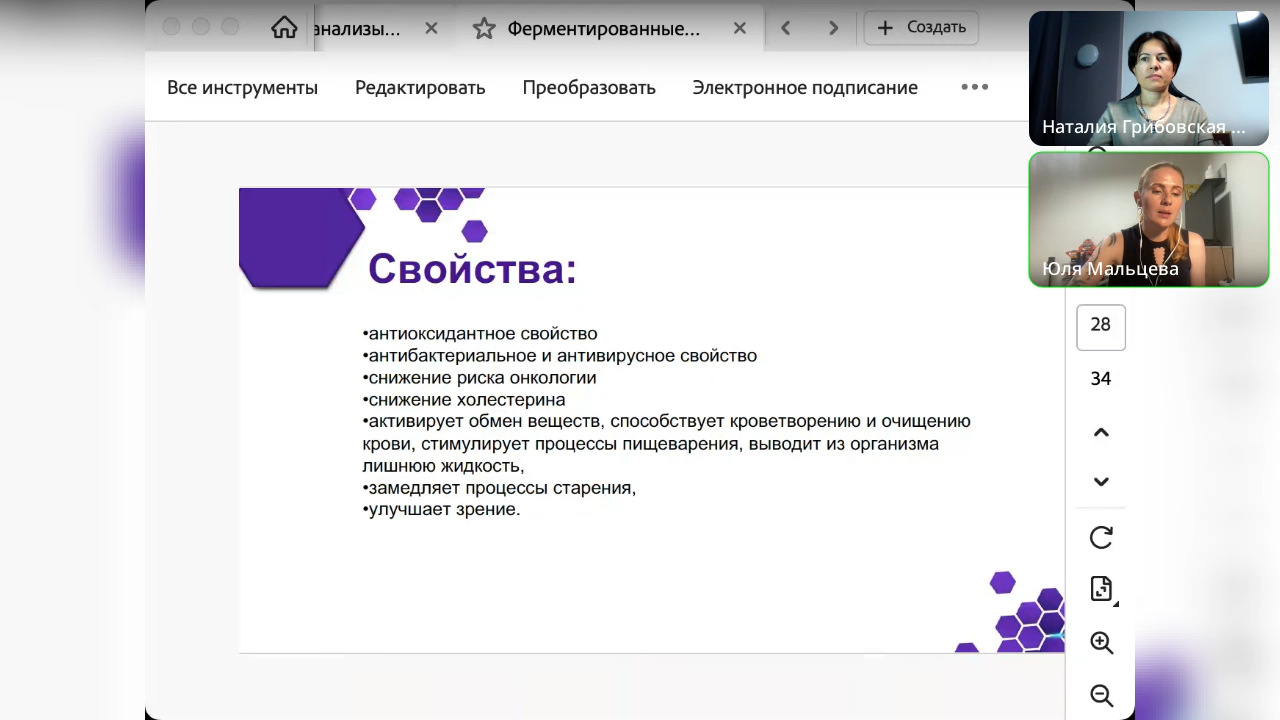 анализы...
Ферментированные...
Создать
Все инструменты
Редактировать
Преобразовать
Электронное подписание
Наталия Грибовская ...
Юля Мальцева
Свойства:
•антиоксидантное свойство
•антибактериальное и антивирусное свойство
•снижение риска онкологии
•снижение холестерина
•активирует обмен веществ, способствует кроветворению и очищению
крови, стимулирует процессы пищеварения, выводит из организма
лишнюю жидкость,
•замедляет процессы старения,
•улучшает зрение.
28
34